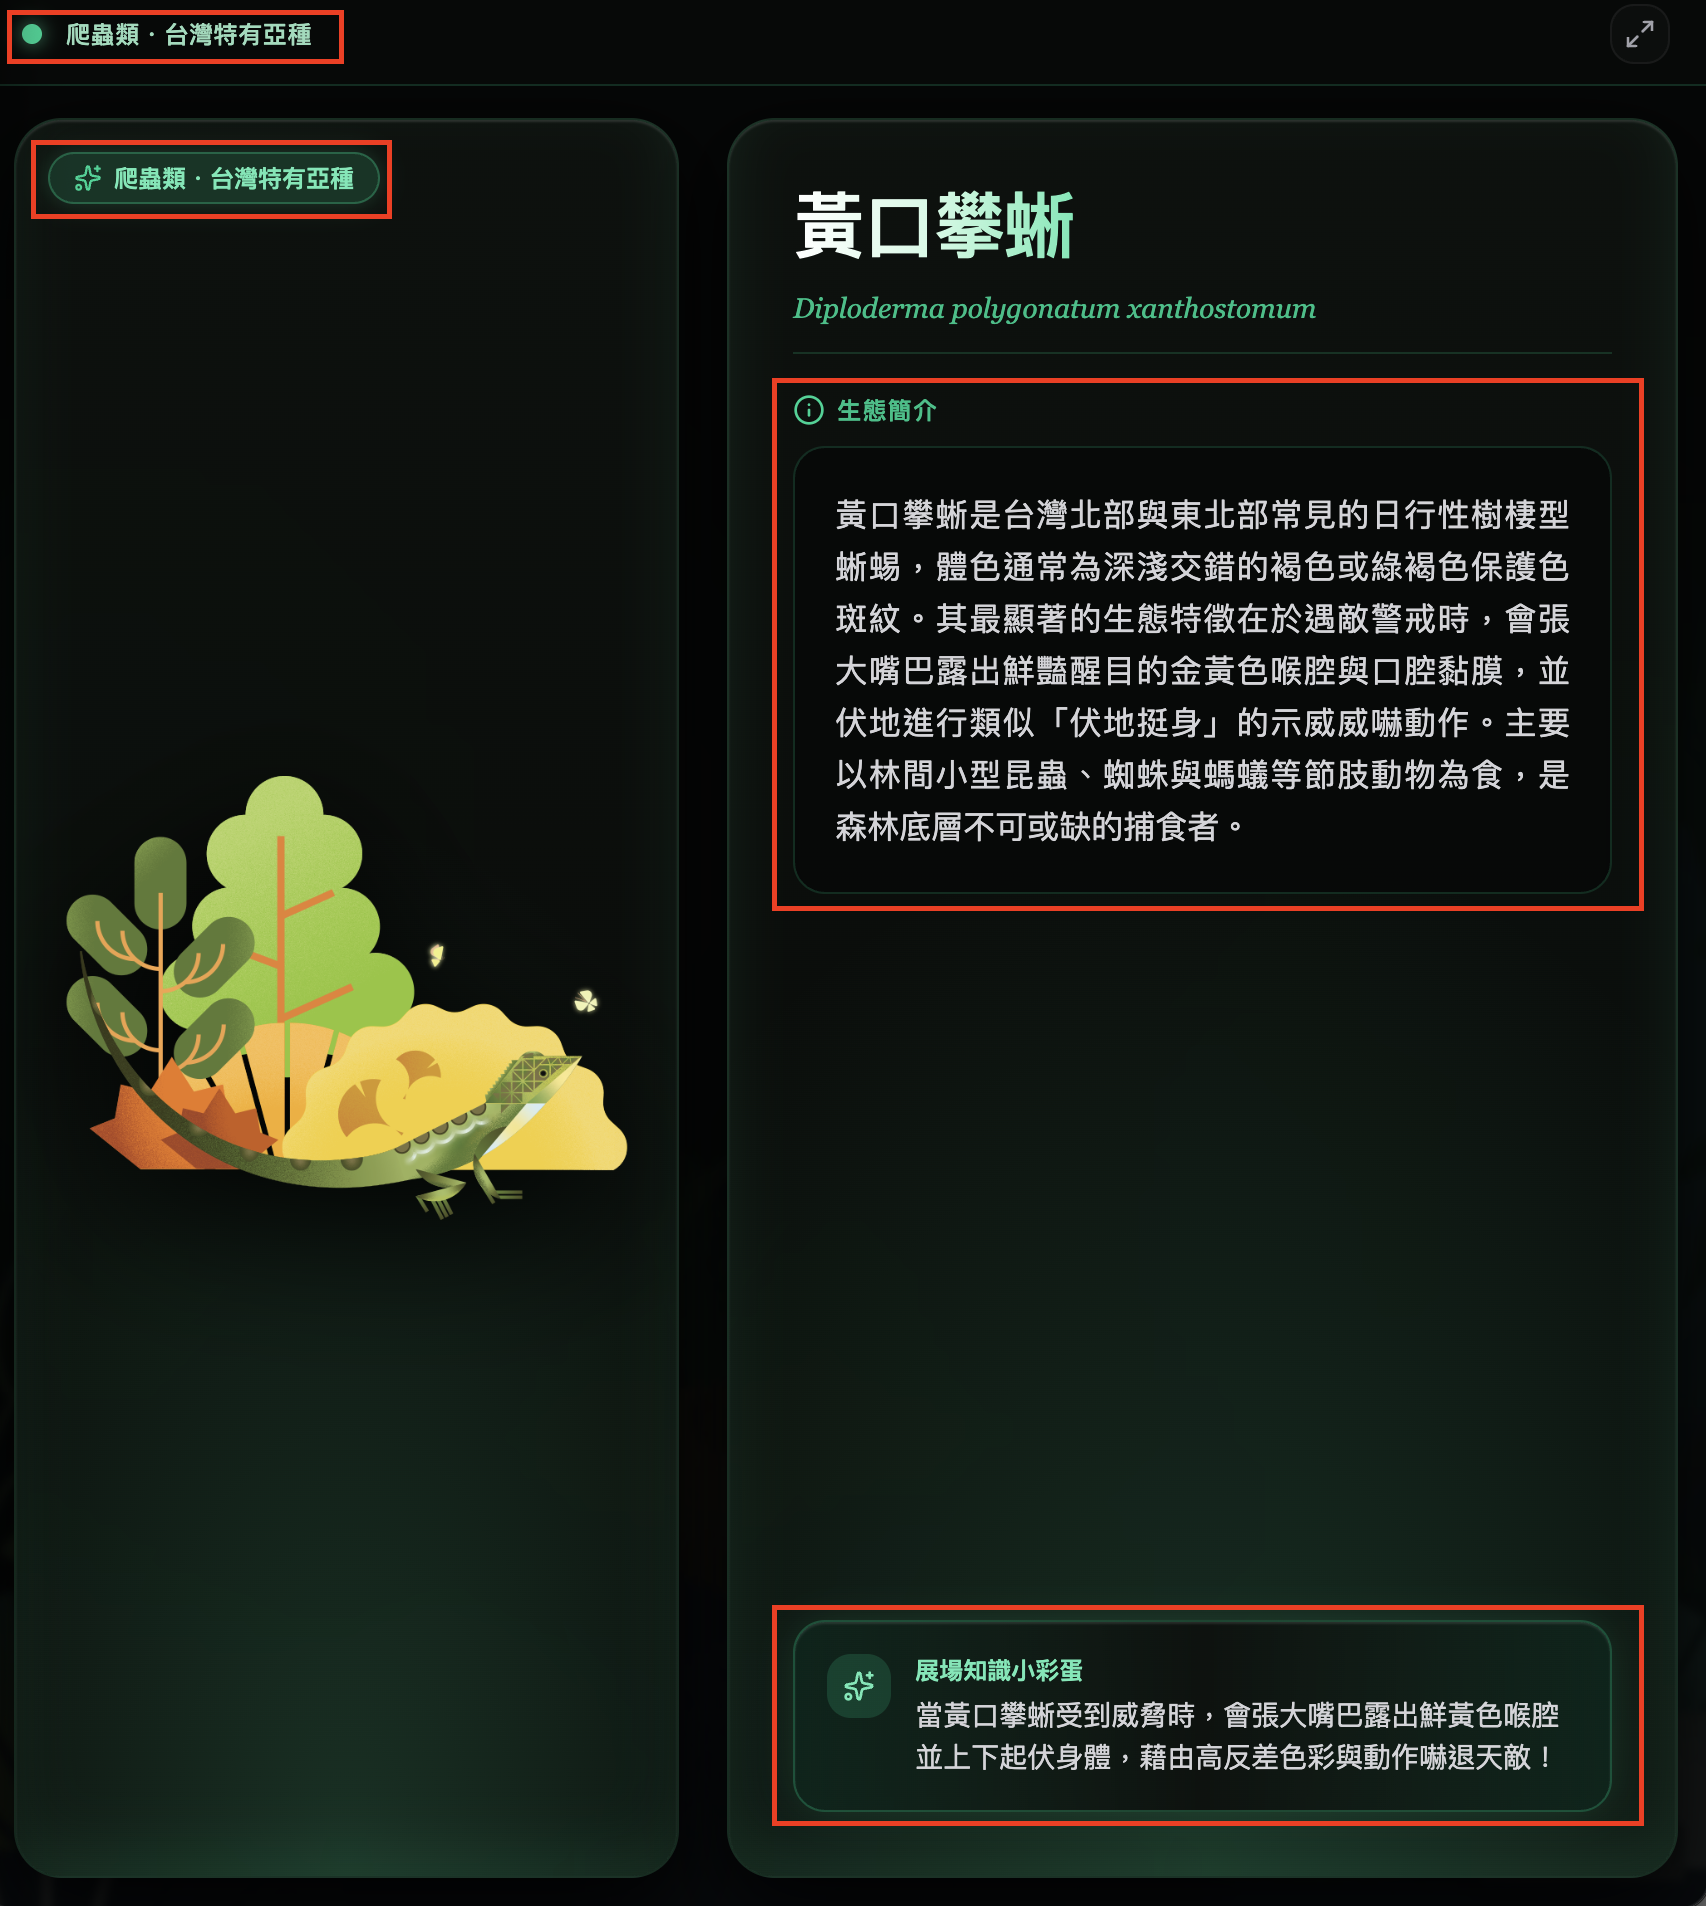 爬蟲類・台灣特有亞種
爬蟲類・台灣特有亞種
黃口攀蜥
Diploderma polygonatum xanthostomum
生態簡介
黃口攀蜥是台灣北部與東北部常見的日行性樹棲型
蜥蜴，體色通常為深淺交錯的褐色或綠褐色保護色
斑紋。其最顯著的生態特徵在於遇敵警戒時，會張
大嘴巴露出鮮豔醒目的金黃色喉腔與口腔黏膜，並
伏地進行類似「伏地挺身」的示威威嚇動作。主要
以林間小型昆蟲、蜘蛛與螞蟻等節肢動物為食，是
森林底層不可或缺的捕食者。
展場知識小彩蛋
當黃口攀蜥受到威脅時，會張大嘴巴露出鮮黃色喉腔
並上下起伏身體，藉由高反差色彩與動作嚇退天敵！